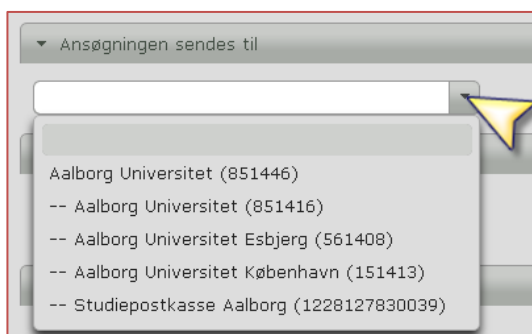 Ansøgningen sendes til
Aalborg Universitet (851446)
-- Aalborg Universitet (851416)
-- Aalborg Universitet Esbjerg (561408)
-- Aalborg Universitet København (151413)
-- Studiepostkasse Aalborg (1228127830039)